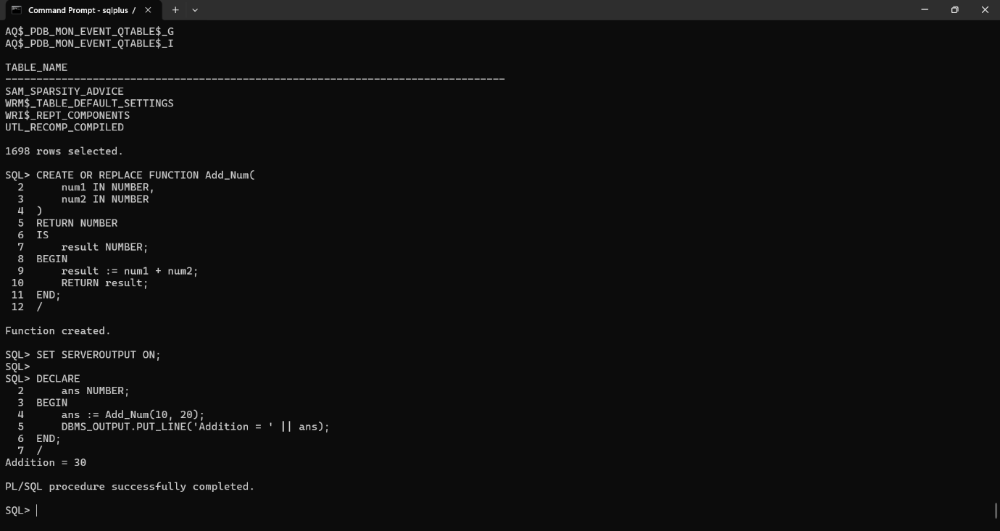 Command Prompt - sqlplus /
AQ$_PDB_MON_EVENT_QTABLE$_G
AQ$_PDB_MON_EVENT_QTABLE$_I

TABLE_NAME
--------------------------------------------------------------------------------
SAM_SPARSITY_ADVICE
WRM$_TABLE_DEFAULT_SETTINGS
WRI$_REPT_COMPONENTS
UTL_RECOMP_COMPILED

1698 rows selected.

SQL> CREATE OR REPLACE FUNCTION Add_Num(
  2      num1 IN NUMBER,
  3      num2 IN NUMBER
  4  )
  5  RETURN NUMBER
  6  IS
  7      result NUMBER;
  8  BEGIN
  9      result := num1 + num2;
 10      RETURN result;
 11  END;
 12  /

Function created.

SQL> SET SERVEROUTPUT ON;
SQL>
SQL> DECLARE
  2      ans NUMBER;
  3  BEGIN
  4      ans := Add_Num(10, 20);
  5      DBMS_OUTPUT.PUT_LINE('Addition = ' || ans);
  6  END;
  7  /
Addition = 30

PL/SQL procedure successfully completed.

SQL>